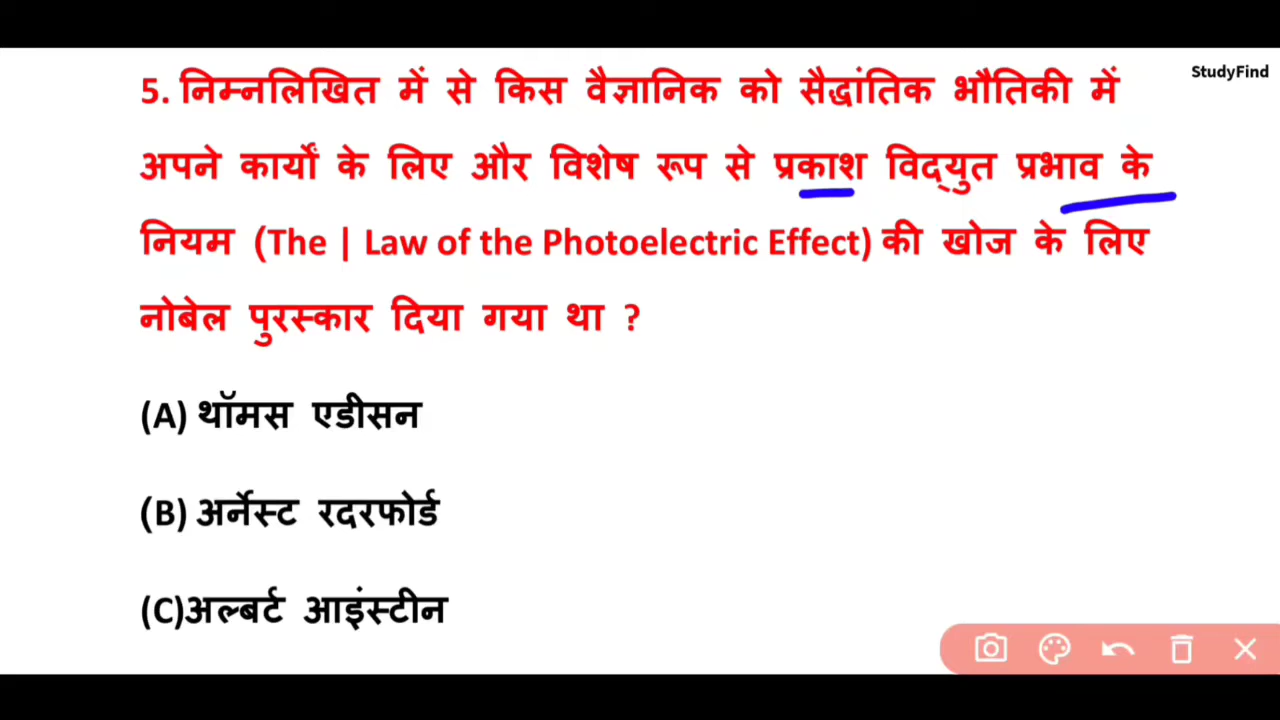 StudyFind
5. निम्नलिखित में से किस वैज्ञानिक को सैद्धांतिक भौतिकी में
अपने कार्यों के लिए और विशेष रूप से प्रकाश विद्युत प्रभाव के
नियम (The | Law of the Photoelectric Effect) की खोज के लिए
नोबेल पुरस्कार दिया गया था ?
(A) थॉमस एडीसन
(B) अर्नेस्ट रदरफोर्ड
(C)अल्बर्ट आइंस्टीन